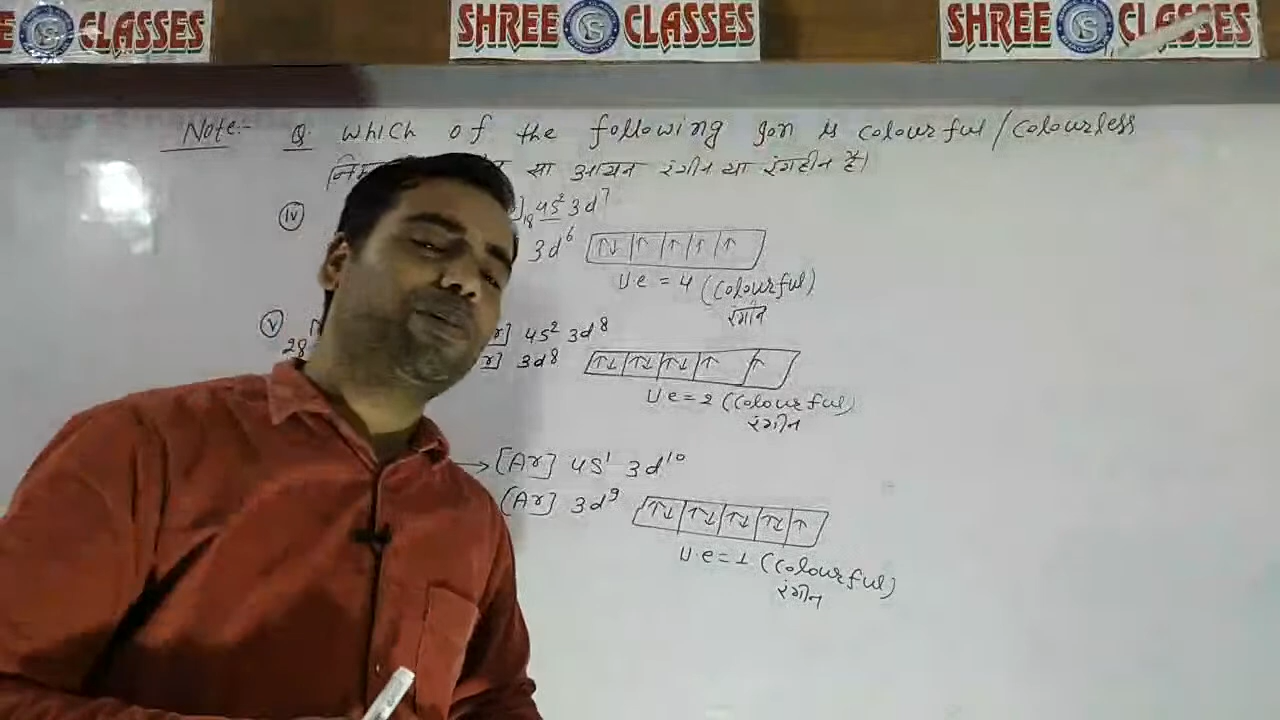 CLASSES
SHREE CLASSES
SHREE CLASSES
Note:- Q. Which of the following Ion is colourful/colourless
सा आयन रंगीन या रंगहीन है।
(iv) ]₁₈ 4s² 3d⁷
3d⁶ ↑↓ ↑ ↑ ↑ ↑
U e = 4 (Colourful)
रंगीन
(v) 4s² 3d⁸
28 3d⁸ ↑↓ ↑↓ ↑↓ ↑ ↑
U e = 2 (Colourful)
रंगीन
→ [Ar] 4s¹ 3d¹⁰
[Ar] 3d⁹ ↑↓ ↑↓ ↑↓ ↑↓ ↑
U.e = 1 (Colourful)
रंगीन